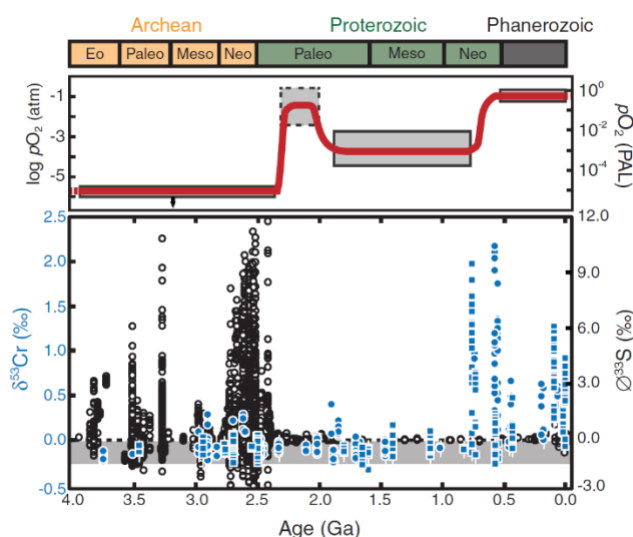 Archean Proterozoic Phanerozoic
Eo Paleo Meso Neo Paleo Meso Neo
log pO2 (atm)
-1
-3
-5
pO2 (PAL)
10^0
10^-2
10^-4
δ53Cr (‰)
2.5
2.0
1.5
1.0
0.5
0.0
-0.5
Ø33S (‰)
12.0
9.0
6.0
3.0
0.0
-3.0
4.0 3.5 3.0 2.5 2.0 1.5 1.0 0.5 0.0
Age (Ga)